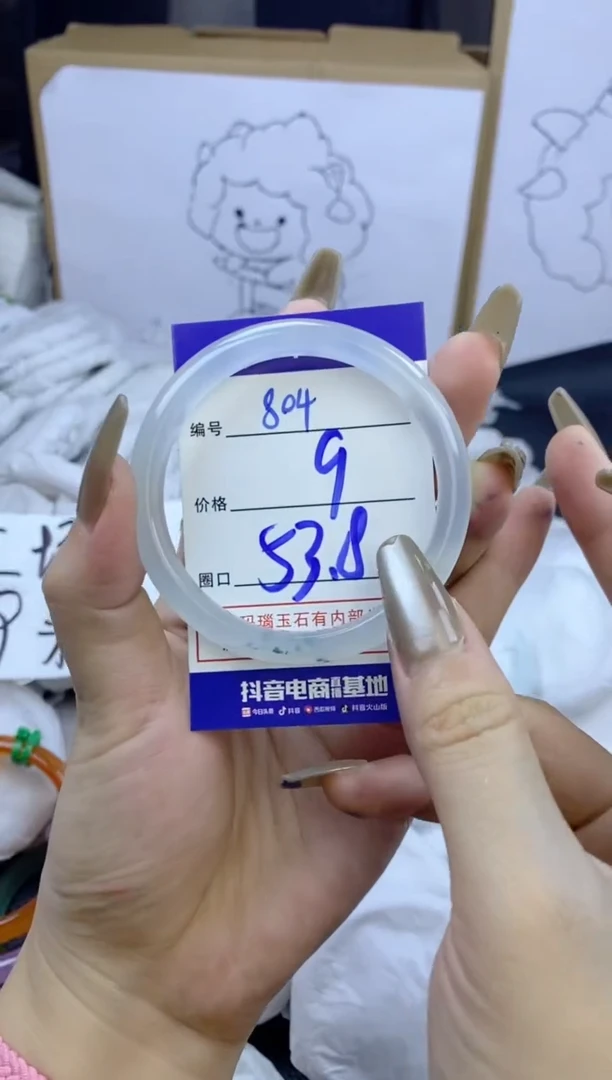 编号 804
价格 9
圈口 53.8
玛瑙玉石有内部
抖音电商直播基地
今日头条 抖音 西瓜视频 抖音火山版